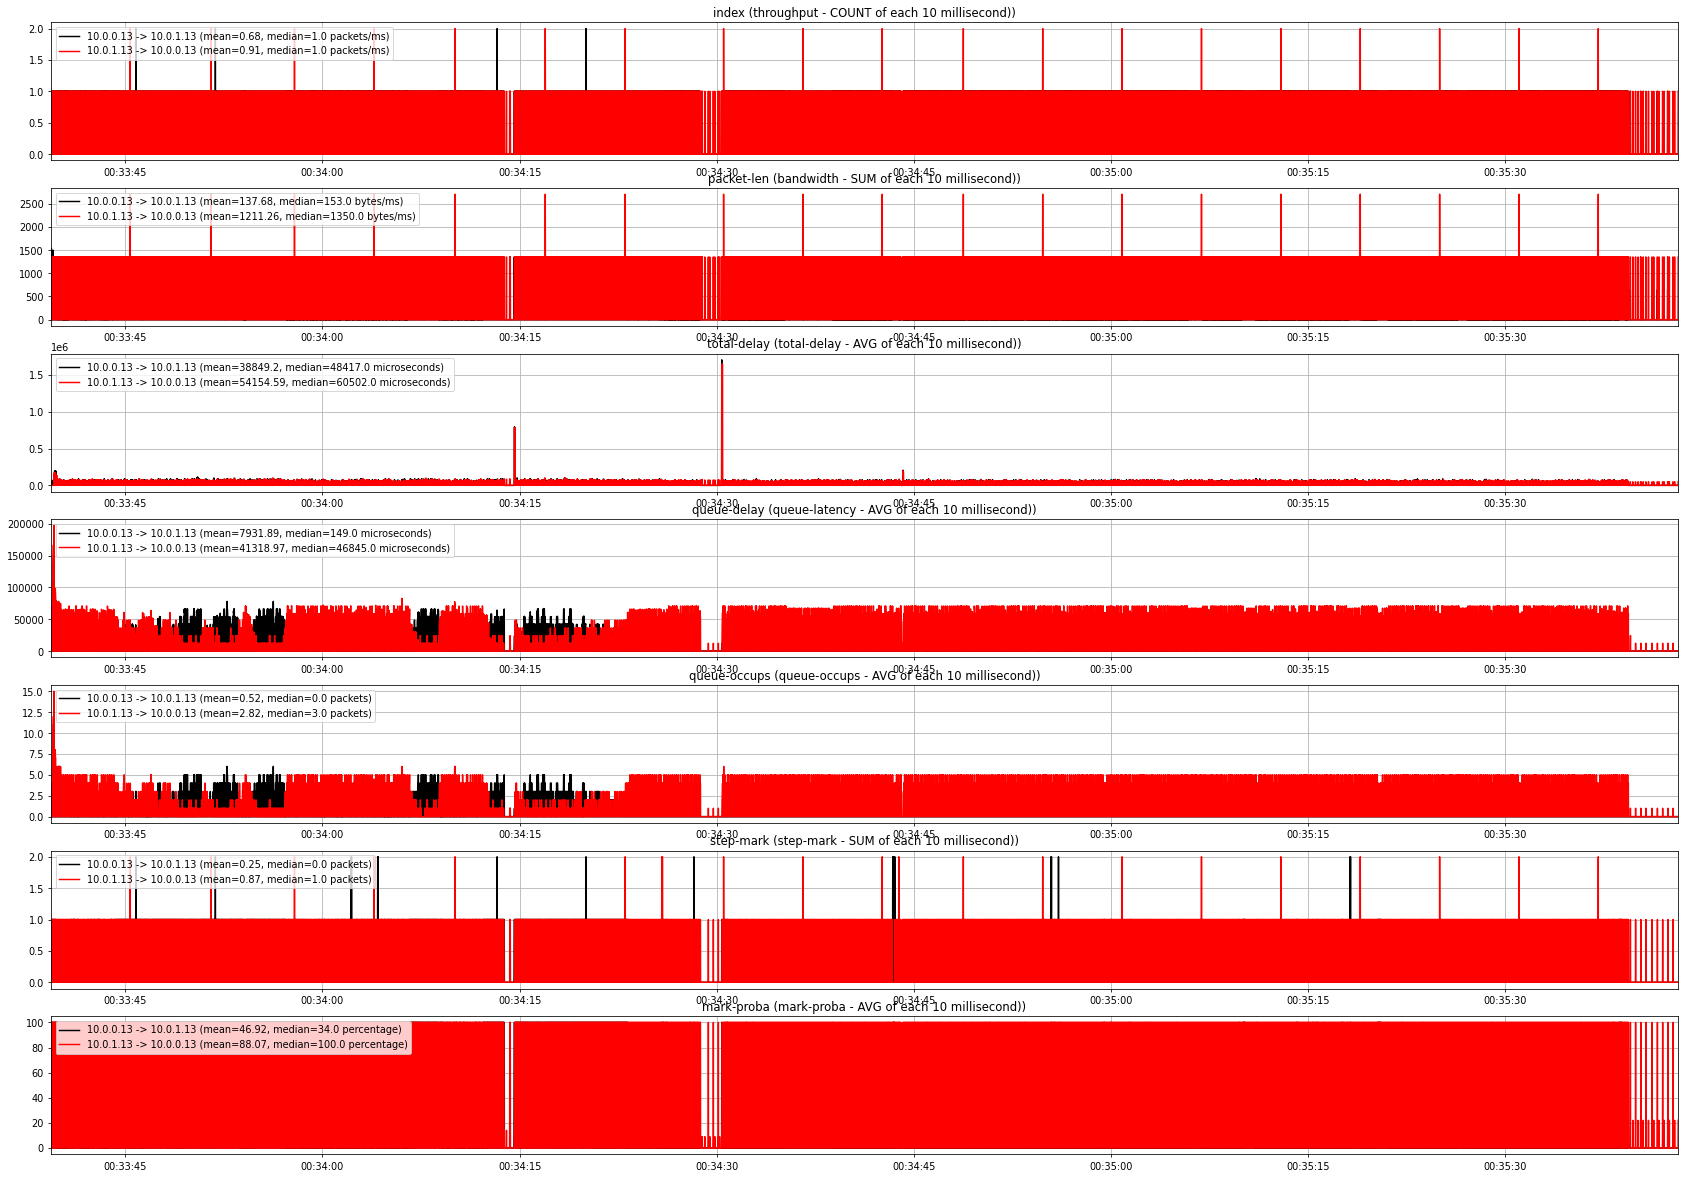 index (throughput - COUNT of each 10 millisecond))
2.0
1.5
1.0
0.5
0.0
10.0.0.13 -> 10.0.1.13 (mean=0.68, median=1.0 packets/ms)
10.0.1.13 -> 10.0.0.13 (mean=0.91, median=1.0 packets/ms)
00:33:45 00:34:00 00:34:15 00:34:30 00:34:45 00:35:00 00:35:15 00:35:30
packet-len (bandwidth - SUM of each 10 millisecond))
2500
2000
1500
1000
500
0
10.0.0.13 -> 10.0.1.13 (mean=137.68, median=153.0 bytes/ms)
10.0.1.13 -> 10.0.0.13 (mean=1211.26, median=1350.0 bytes/ms)
00:33:45 00:34:00 00:34:15 00:34:30 00:34:45 00:35:00 00:35:15 00:35:30
total-delay (total-delay - AVG of each 10 millisecond))
1e6
1.5
1.0
0.5
0.0
10.0.0.13 -> 10.0.1.13 (mean=38849.2, median=48417.0 microseconds)
10.0.1.13 -> 10.0.0.13 (mean=54154.59, median=60502.0 microseconds)
00:33:45 00:34:00 00:34:15 00:34:30 00:34:45 00:35:00 00:35:15 00:35:30
queue-delay (queue-latency - AVG of each 10 millisecond))
200000
150000
100000
50000
0
10.0.0.13 -> 10.0.1.13 (mean=7931.89, median=149.0 microseconds)
10.0.1.13 -> 10.0.0.13 (mean=41318.97, median=46845.0 microseconds)
00:33:45 00:34:00 00:34:15 00:34:30 00:34:45 00:35:00 00:35:15 00:35:30
queue-occups (queue-occups - AVG of each 10 millisecond))
15.0
12.5
10.0
7.5
5.0
2.5
0.0
10.0.0.13 -> 10.0.1.13 (mean=0.52, median=0.0 packets)
10.0.1.13 -> 10.0.0.13 (mean=2.82, median=3.0 packets)
00:33:45 00:34:00 00:34:15 00:34:30 00:34:45 00:35:00 00:35:15 00:35:30
step-mark (step-mark - SUM of each 10 millisecond))
2.0
1.5
1.0
0.5
0.0
10.0.0.13 -> 10.0.1.13 (mean=0.25, median=0.0 packets)
10.0.1.13 -> 10.0.0.13 (mean=0.87, median=1.0 packets)
00:33:45 00:34:00 00:34:15 00:34:30 00:34:45 00:35:00 00:35:15 00:35:30
mark-proba (mark-proba - AVG of each 10 millisecond))
100
80
60
40
20
0
10.0.0.13 -> 10.0.1.13 (mean=46.92, median=34.0 percentage)
10.0.1.13 -> 10.0.0.13 (mean=88.07, median=100.0 percentage)
00:33:45 00:34:00 00:34:15 00:34:30 00:34:45 00:35:00 00:35:15 00:35:30